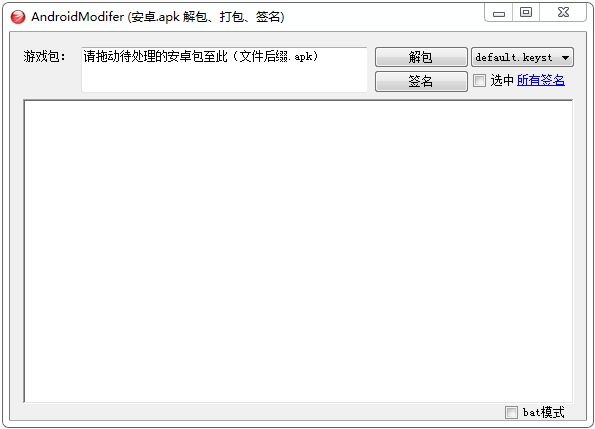 AndroidModifer (安卓.apk 解包、打包、签名)
游戏包： 请拖动待处理的安卓包至此（文件后缀.apk） 解包 default.keyst
签名 选中 所有签名
bat模式